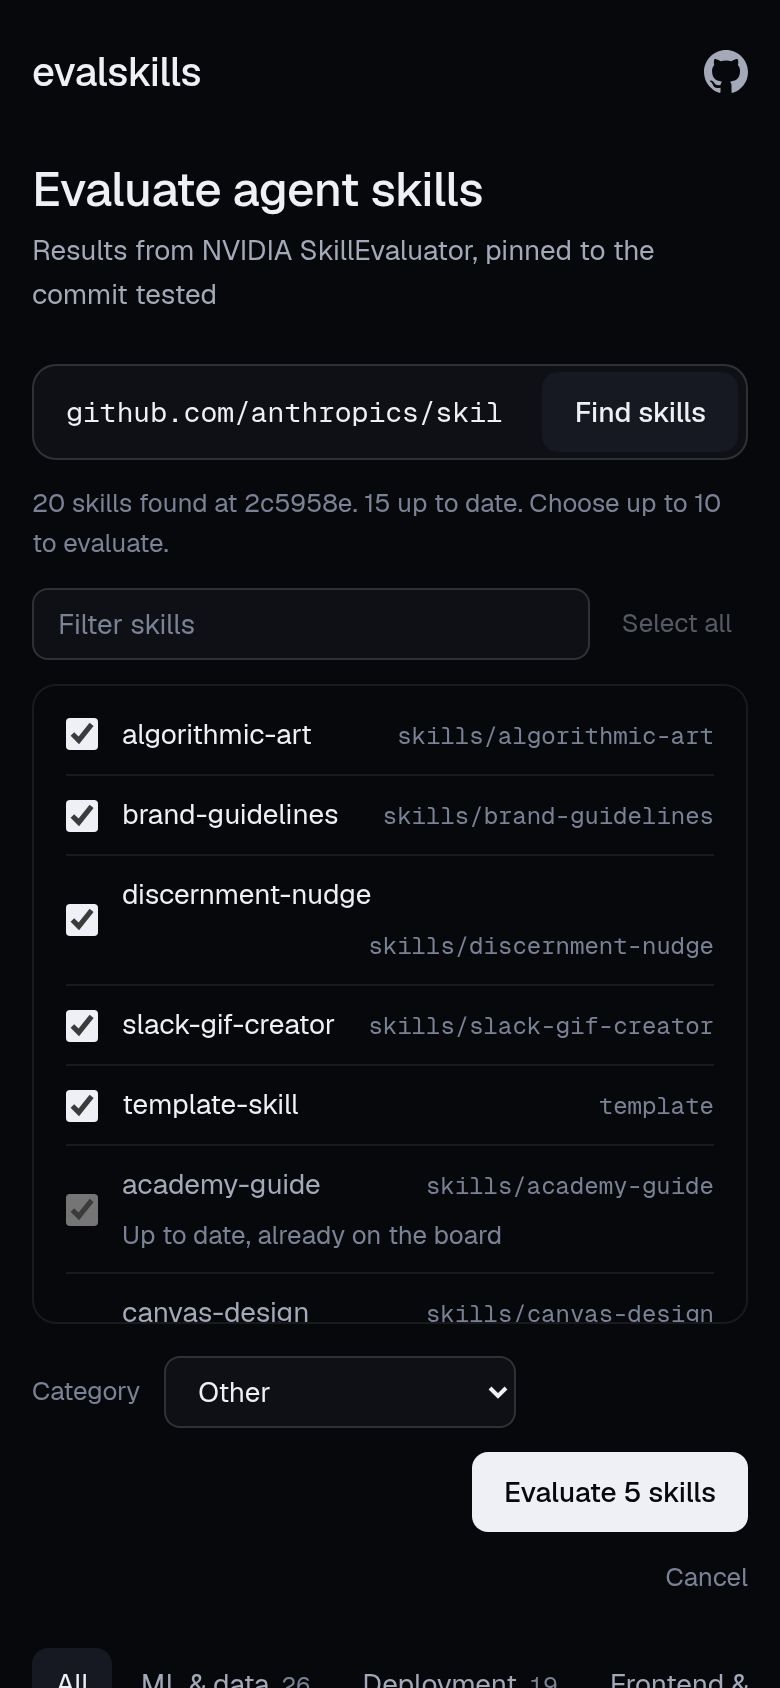 evalskills
Evaluate agent skills
Results from NVIDIA SkillEvaluator, pinned to the
commit tested
github.com/anthropics/skil
Find skills
20 skills found at 2c5958e. 15 up to date. Choose up to 10
to evaluate.
Filter skills
Select all
algorithmic-art skills/algorithmic-art
brand-guidelines skills/brand-guidelines
discernment-nudge
skills/discernment-nudge
slack-gif-creator skills/slack-gif-creator
template-skill template
academy-guide skills/academy-guide
Up to date, already on the board
canvas-design skills/canvas-design
Category Other
Evaluate 5 skills
Cancel
All ML & data 26 Deployment 19 Frontend &